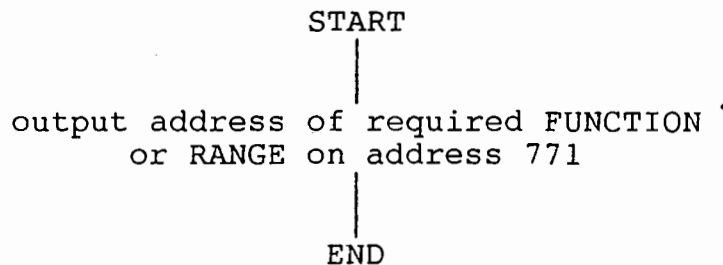 START
output address of required FUNCTION
or RANGE on address 771
END